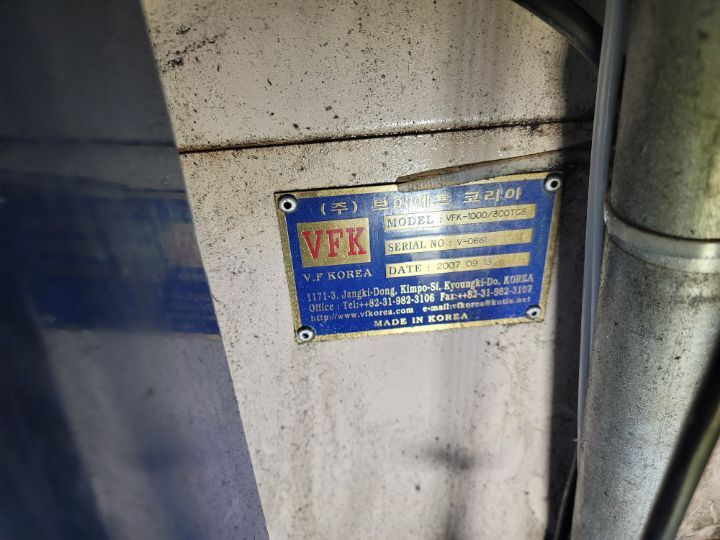 (주) 브이에프 코리아
VFK
V.F KOREA
MODEL : VFK-1000/300TGS
SERIAL NO : V-0661
DATE : 2007 09 13
1171-3, Jangki-Dong, Kimpo-Si, Kyoungki-Do, KOREA
Office : Tel:++82-31-982-3106 Fax:++82-31-982-3107
http://www.vfkorea.com e-mail:vfkorea@kotis.net
MADE IN KOREA